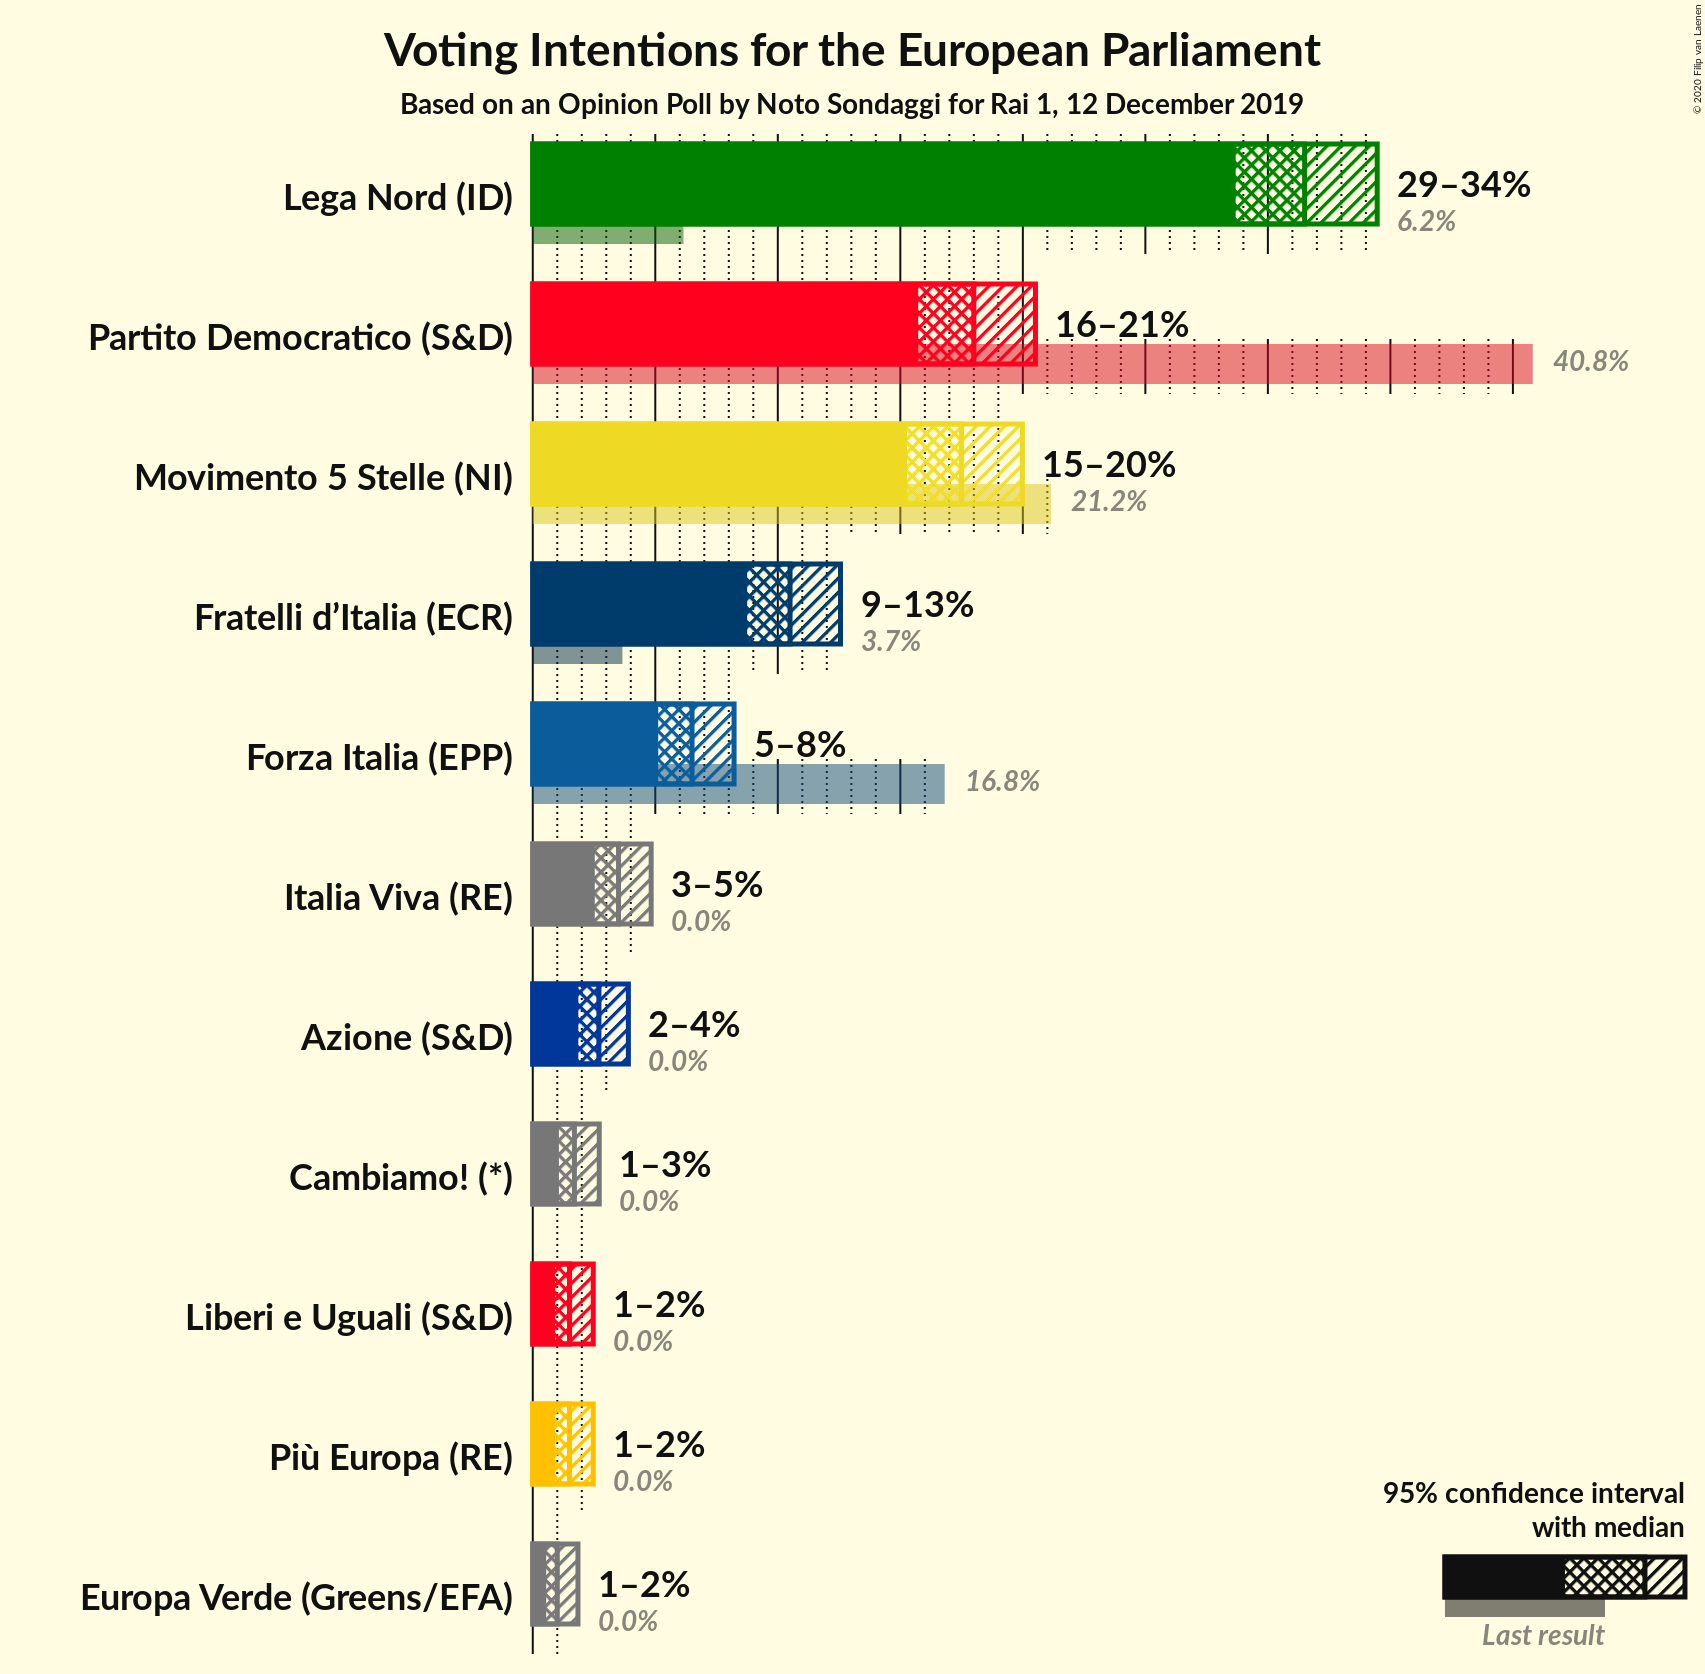 Voting Intentions for the European Parliament
Based on an Opinion Poll by Noto Sondaggi for Rai 1, 12 December 2019
© 2020 Filip van Laenen
Lega Nord (ID)
29–34%
6.2%
Partito Democratico (S&D)
16–21%
40.8%
Movimento 5 Stelle (NI)
15–20%
21.2%
Fratelli d’Italia (ECR)
9–13%
3.7%
Forza Italia (EPP)
5–8%
16.8%
Italia Viva (RE)
3–5%
0.0%
Azione (S&D)
2–4%
0.0%
Cambiamo! (*)
1–3%
0.0%
Liberi e Uguali (S&D)
1–2%
0.0%
Più Europa (RE)
1–2%
0.0%
Europa Verde (Greens/EFA)
1–2%
0.0%
95% confidence interval
with median
Last result